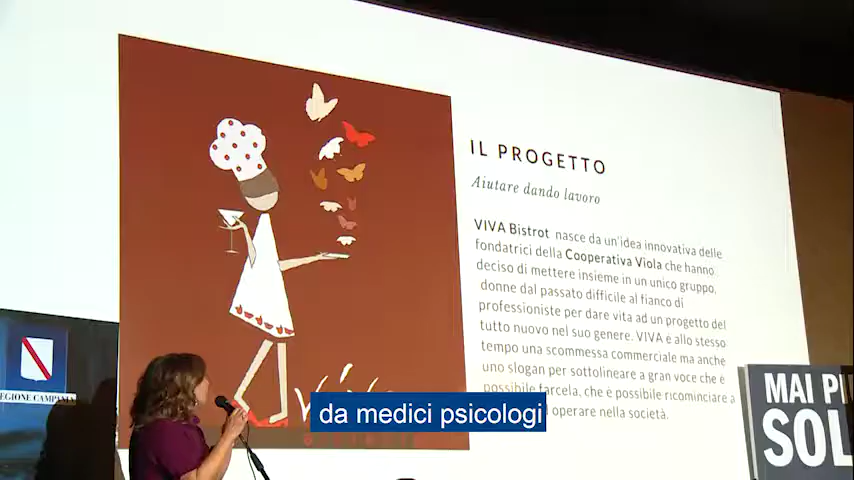 IL PROGETTO
Aiutare dando lavoro
VIVA Bistrot nasce da un'idea innovativa delle
fondatrici della Cooperativa Viola che hanno
deciso di mettere insieme in un unico gruppo,
donne dal passato difficile al fianco di
professioniste per dare vita ad un progetto del
tutto nuovo nel suo genere. VIVA è allo stesso
tempo una scommessa commerciale ma anche
uno slogan per sottolineare a gran voce che è
possibile farcela, che è possibile ricominciare a
operare nella società.
da medici psicologi
REGIONE CAMPANIA
MAI PI
SOL